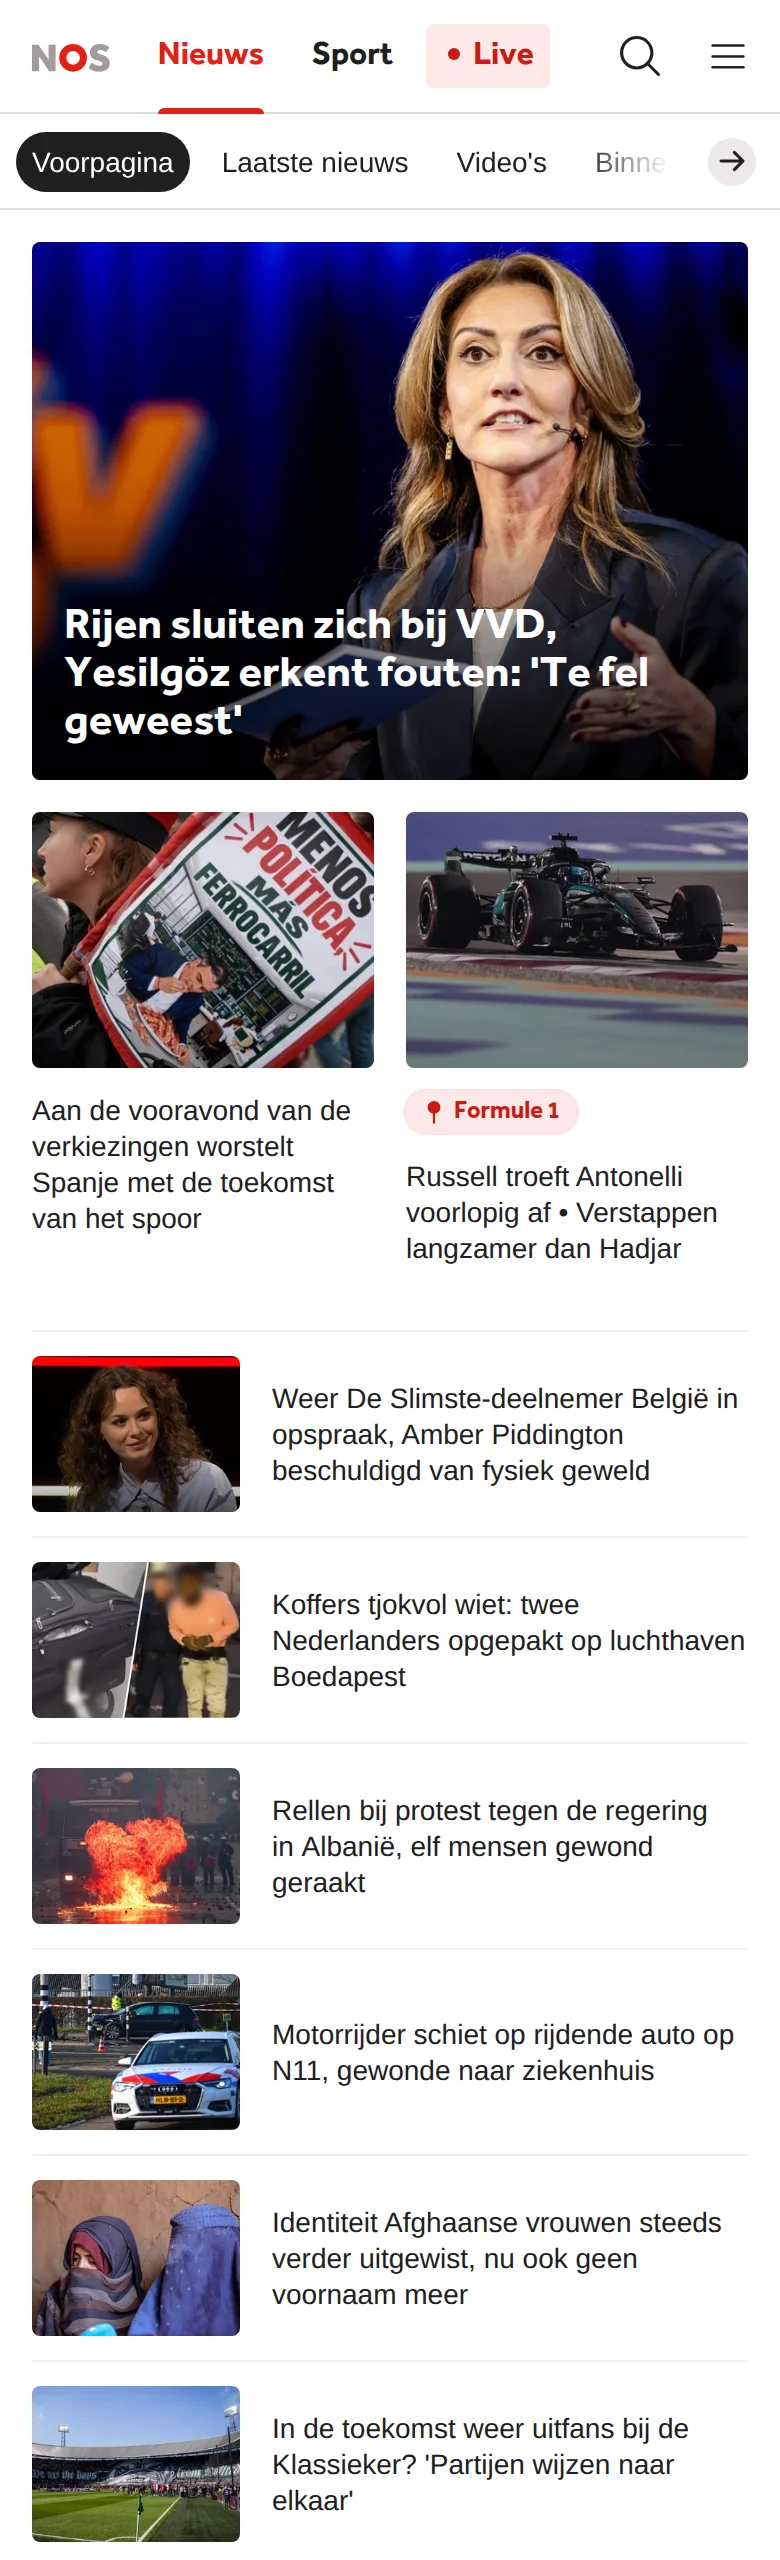 NOS Nieuws Sport Live
Voorpagina Laatste nieuws Video's Binne
Rijen sluiten zich bij VVD,
Yesilgöz erkent fouten: 'Te fel
geweest'
MENOS
POLÍTICA,
MÁS
FERROCARRIL
Aan de vooravond van de
verkiezingen worstelt
Spanje met de toekomst
van het spoor
Formule 1
Russell troeft Antonelli
voorlopig af • Verstappen
langzamer dan Hadjar
Weer De Slimste-deelnemer België in
opspraak, Amber Piddington
beschuldigd van fysiek geweld
Koffers tjokvol wiet: twee
Nederlanders opgepakt op luchthaven
Boedapest
Rellen bij protest tegen de regering
in Albanië, elf mensen gewond
geraakt
Motorrijder schiet op rijdende auto op
N11, gewonde naar ziekenhuis
Identiteit Afghaanse vrouwen steeds
verder uitgewist, nu ook geen
voornaam meer
In de toekomst weer uitfans bij de
Klassieker? 'Partijen wijzen naar
elkaar'